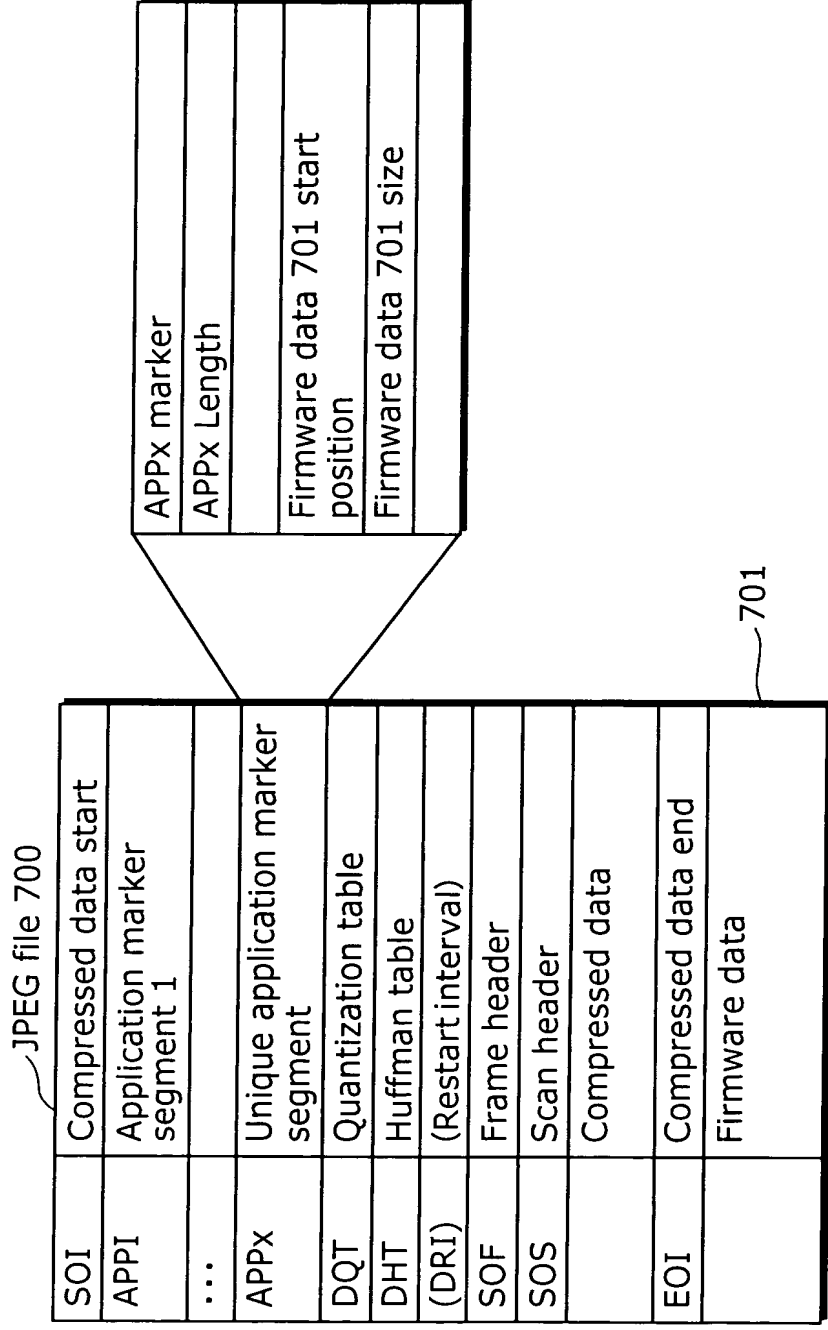 JPEG file 700
SOI Compressed data start
APPI Application marker
segment 1
...
APPx Unique application marker
segment
DQT Quantization table
DHT Huffman table
(DRI) (Restart interval)
SOF Frame header
SOS Scan header
Compressed data
EOI Compressed data end
Firmware data
701
APPx marker
APPx Length
Firmware data 701 start
position
Firmware data 701 size